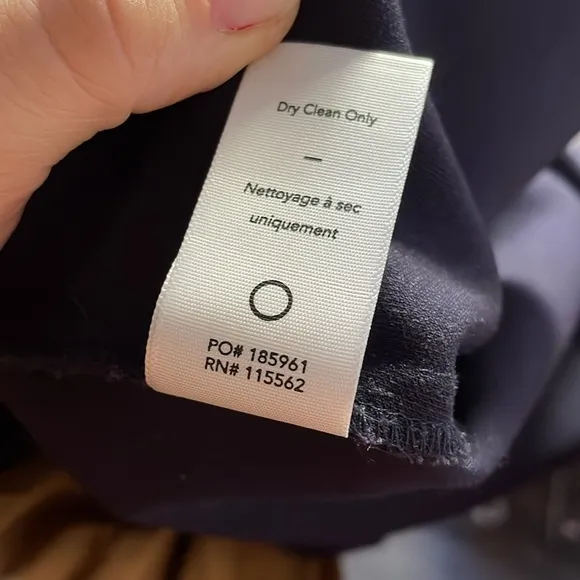 Dry Clean Only
—
Nettoyage à sec
uniquement
PO# 185961
RN# 115562